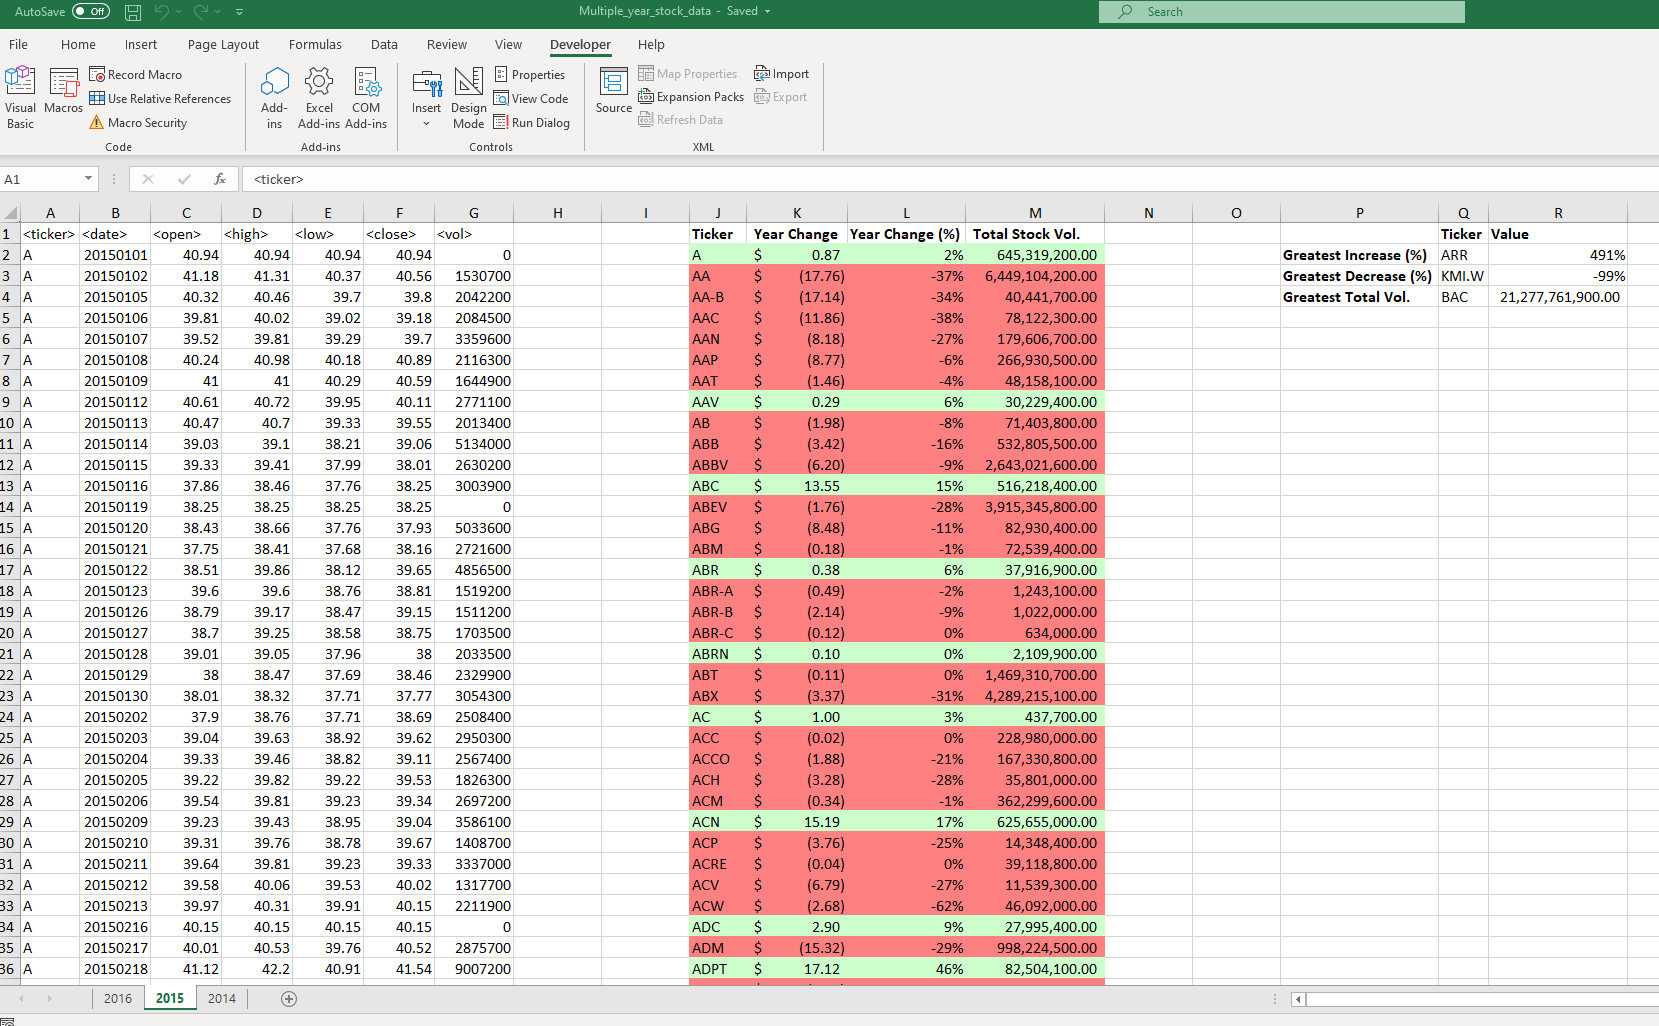 AutoSave Off Multiple_year_stock_data - Saved Search
File Home Insert Page Layout Formulas Data Review View Developer Help
Visual Basic
Macros
Record Macro
Use Relative References
Macro Security
Code
Add-ins
Excel Add-ins
COM Add-ins
Add-ins
Insert
Design Mode
Properties
View Code
Run Dialog
Controls
Source
Map Properties
Expansion Packs
Refresh Data
Import
Export
XML
A1 fx <ticker>
A B C D E F G H I J K L M N O P Q R
1 <ticker> <date> <open> <high> <low> <close> <vol> Ticker Year Change Year Change (%) Total Stock Vol. Ticker Value
2 A 20150101 40.94 40.94 40.94 40.94 0 A $ 0.87 2% 645,319,200.00 Greatest Increase (%) ARR 491%
3 A 20150102 41.18 41.31 40.37 40.56 1530700 AA $ (17.76) -37% 6,449,104,200.00 Greatest Decrease (%) KMI.W -99%
4 A 20150105 40.32 40.46 39.7 39.8 2042200 AA-B $ (17.14) -34% 40,441,700.00 Greatest Total Vol. BAC 21,277,761,900.00
5 A 20150106 39.81 40.02 39.02 39.18 2084500 AAC $ (11.86) -38% 78,122,300.00
6 A 20150107 39.52 39.81 39.29 39.7 3359600 AAN $ (8.18) -27% 179,606,700.00
7 A 20150108 40.24 40.98 40.18 40.89 2116300 AAP $ (8.77) -6% 266,930,500.00
8 A 20150109 41 41 40.29 40.59 1644900 AAT $ (1.46) -4% 48,158,100.00
9 A 20150112 40.61 40.72 39.95 40.11 2771100 AAV $ 0.29 6% 30,229,400.00
10 A 20150113 40.47 40.7 39.33 39.55 2013400 AB $ (1.98) -8% 71,403,800.00
11 A 20150114 39.03 39.1 38.21 39.06 5134000 ABB $ (3.42) -16% 532,805,500.00
12 A 20150115 39.33 39.41 37.99 38.01 2630200 ABBV $ (6.20) -9% 2,643,021,600.00
13 A 20150116 37.86 38.46 37.76 38.25 3003900 ABC $ 13.55 15% 516,218,400.00
14 A 20150119 38.25 38.25 38.25 38.25 0 ABEV $ (1.76) -28% 3,915,345,800.00
15 A 20150120 38.43 38.66 37.76 37.93 5033600 ABG $ (8.48) -11% 82,930,400.00
16 A 20150121 37.75 38.41 37.68 38.16 2721600 ABM $ (0.18) -1% 72,539,400.00
17 A 20150122 38.51 39.86 38.12 39.65 4856500 ABR $ 0.38 6% 37,916,900.00
18 A 20150123 39.6 39.6 38.76 38.81 1519200 ABR-A $ (0.49) -2% 1,243,100.00
19 A 20150126 38.79 39.17 38.47 39.15 1511200 ABR-B $ (2.14) -9% 1,022,000.00
20 A 20150127 38.7 39.25 38.58 38.75 1703500 ABR-C $ (0.12) 0% 634,000.00
21 A 20150128 39.01 39.05 37.96 38 2033500 ABRN $ 0.10 0% 2,109,900.00
22 A 20150129 38 38.47 37.69 38.46 2329900 ABT $ (0.11) 0% 1,469,310,700.00
23 A 20150130 38.01 38.32 37.71 37.77 3054300 ABX $ (3.37) -31% 4,289,215,100.00
24 A 20150202 37.9 38.76 37.71 38.69 2508400 AC $ 1.00 3% 437,700.00
25 A 20150203 39.04 39.63 38.92 39.62 2950300 ACC $ (0.02) 0% 228,980,000.00
26 A 20150204 39.33 39.46 38.82 39.11 2567400 ACCO $ (1.88) -21% 167,330,800.00
27 A 20150205 39.22 39.82 39.22 39.53 1826300 ACH $ (3.28) -28% 35,801,000.00
28 A 20150206 39.54 39.81 39.23 39.34 2697200 ACM $ (0.34) -1% 362,299,600.00
29 A 20150209 39.23 39.43 38.95 39.04 3586100 ACN $ 15.19 17% 625,655,000.00
30 A 20150210 39.31 39.76 38.78 39.67 1408700 ACP $ (3.76) -25% 14,348,400.00
31 A 20150211 39.64 39.81 39.23 39.33 3337000 ACRE $ (0.04) 0% 39,118,800.00
32 A 20150212 39.58 40.06 39.53 40.02 1317700 ACV $ (6.79) -27% 11,539,300.00
33 A 20150213 39.97 40.31 39.91 40.15 2211900 ACW $ (2.68) -62% 46,092,000.00
34 A 20150216 40.15 40.15 40.15 40.15 0 ADC $ 2.90 9% 27,995,400.00
35 A 20150217 40.01 40.53 39.76 40.52 2875700 ADM $ (15.32) -29% 998,224,500.00
36 A 20150218 41.12 42.2 40.91 41.54 9007200 ADPT $ 17.12 46% 82,504,100.00
2016 2015 2014